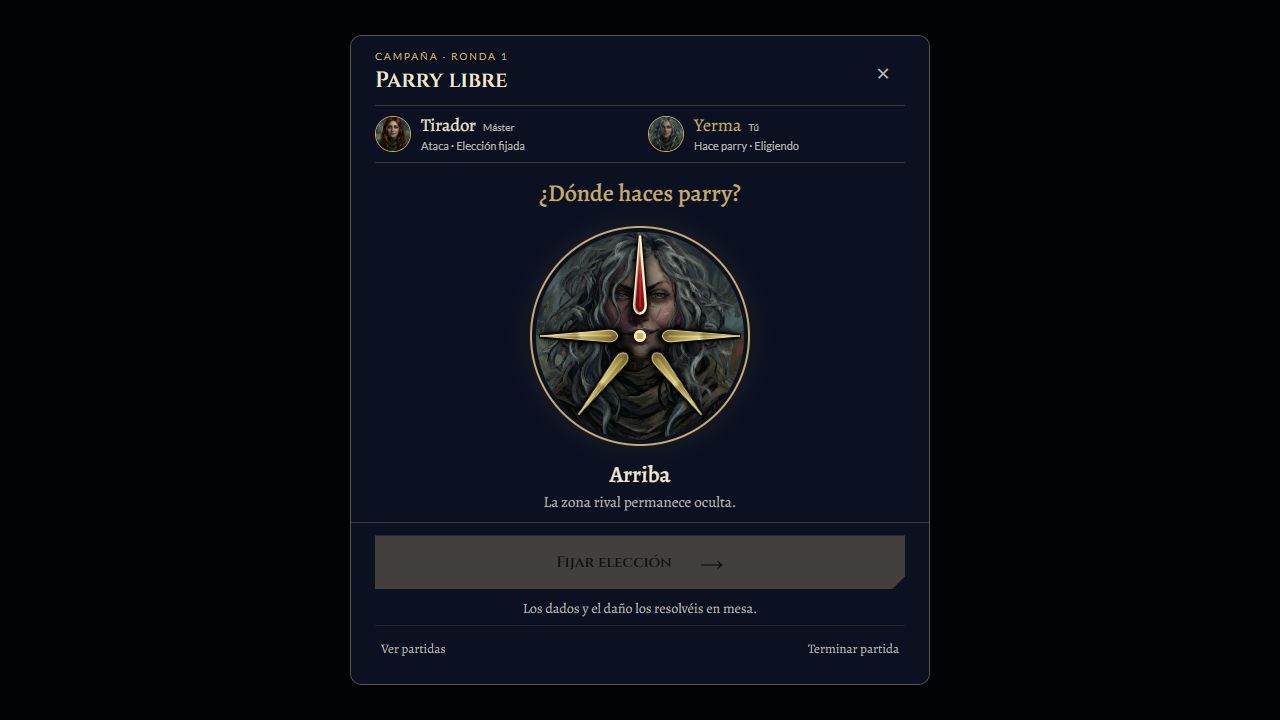 CAMPAÑA · RONDA 1
Parry libre
✕
Tirador Máster
Ataca · Elección fijada
Yerma Tú
Hace parry · Eligiendo
¿Dónde haces parry?
Arriba
La zona rival permanece oculta.
Fijar elección →
Los dados y el daño los resolvéis en mesa.
Ver partidas
Terminar partida